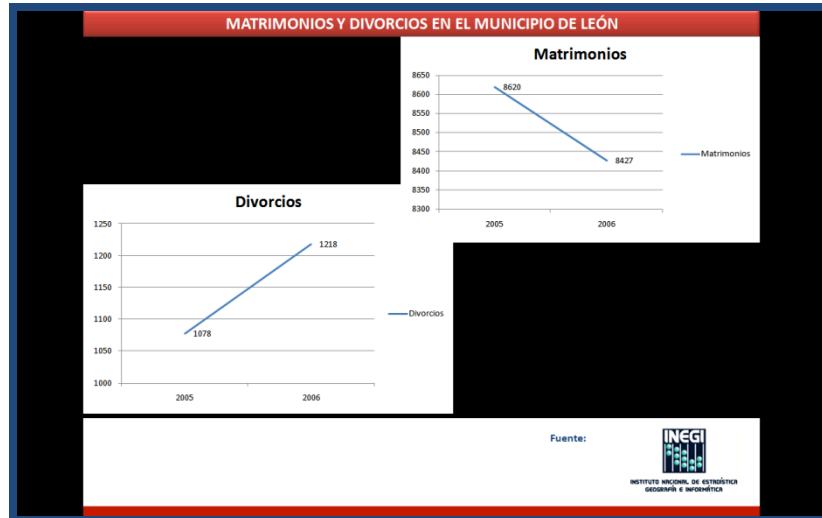 MATRIMONIOS Y DIVORCIOS EN EL MUNICIPIO DE LEÓN
Matrimonios
8650
8600
8550
8500
8450
8400
8350
8300
8620
8427
2005 2006
Matrimonios
Divorcios
1250
1200
1150
1100
1050
1000
1218
1078
2005 2006
Divorcios
Fuente:
INEGI
INSTITUTO NACIONAL DE ESTADÍSTICA
GEOGRAFÍA E INFORMÁTICA